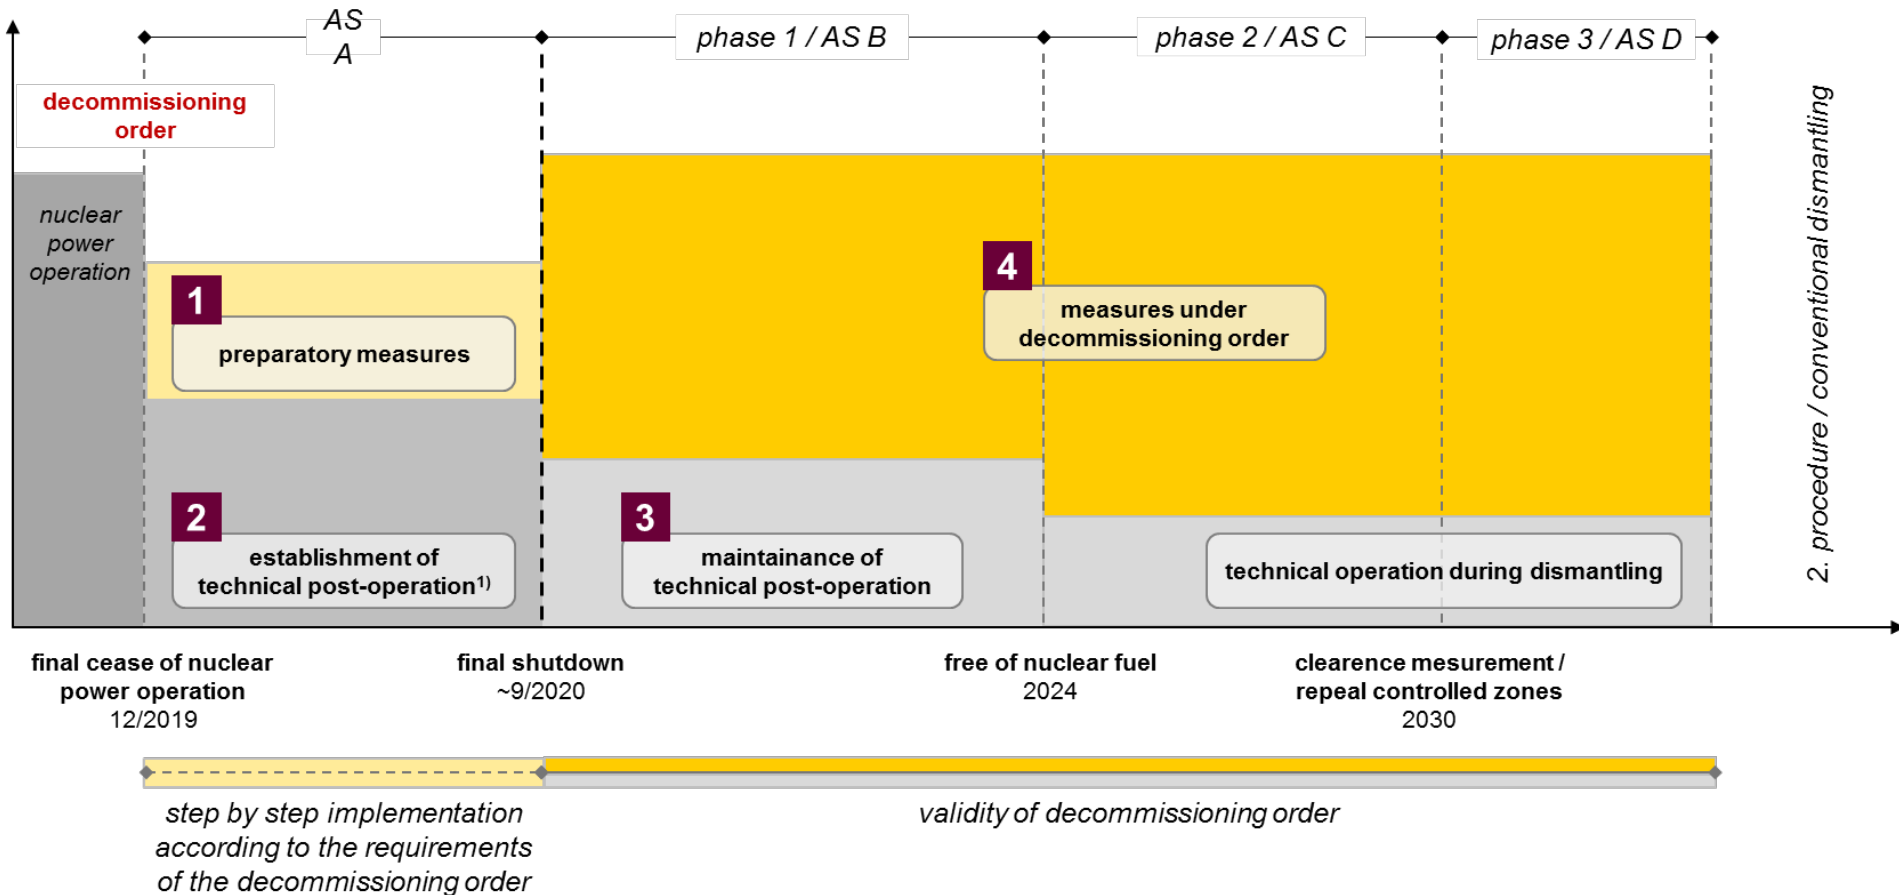 AS
A
phase 1 / AS B
phase 2 / AS C
phase 3 / AS D
decommissioning
order
nuclear
power
operation
1
preparatory measures
2
establishment of
technical post-operation¹⁾
3
maintainance of
technical post-operation
4
measures under
decommissioning order
technical operation during dismantling
2. procedure / conventional dismantling
final cease of nuclear
power operation
12/2019
final shutdown
~9/2020
free of nuclear fuel
2024
clearence mesurement /
repeal controlled zones
2030
step by step implementation
according to the requirements
of the decommissioning order
validity of decommissioning order